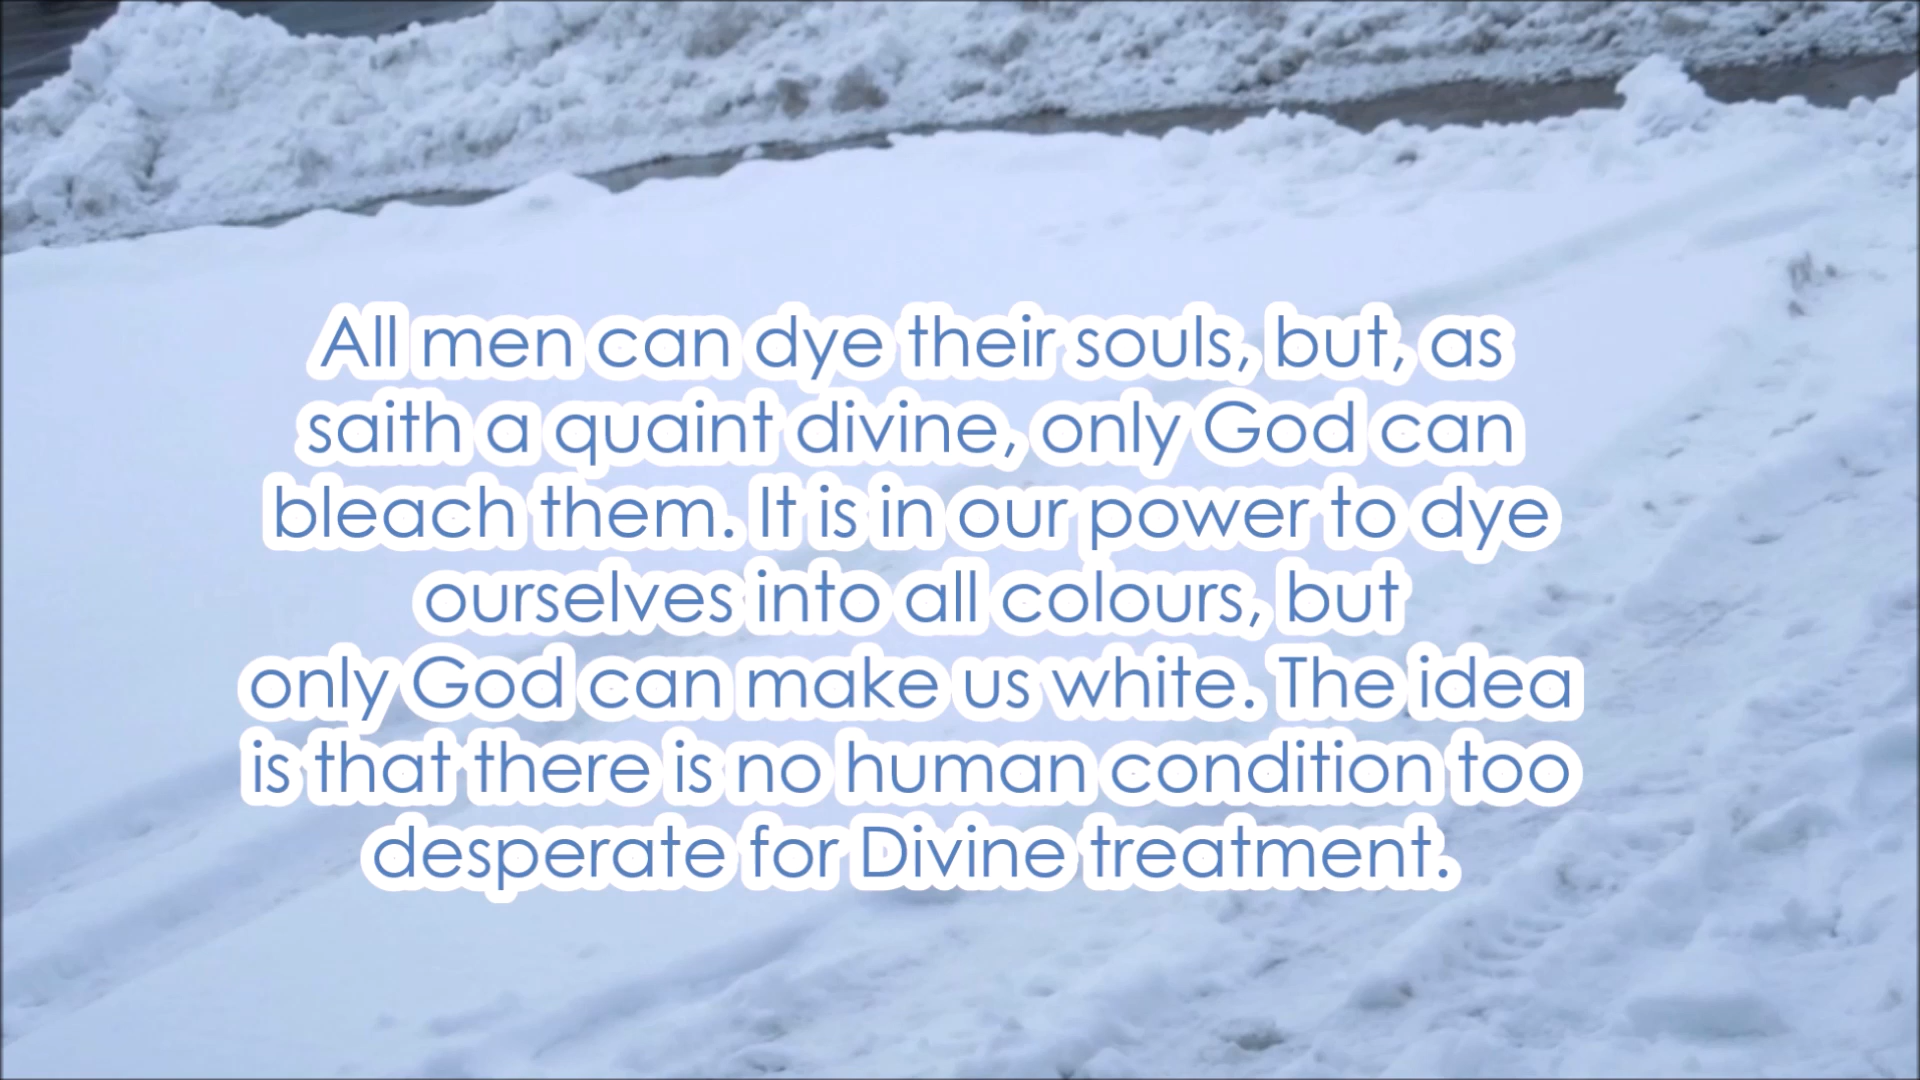 All men can dye their souls, but, as
saith a quaint divine, only God can
bleach them. It is in our power to dye
ourselves into all colours, but
only God can make us white. The idea
is that there is no human condition too
desperate for Divine treatment.